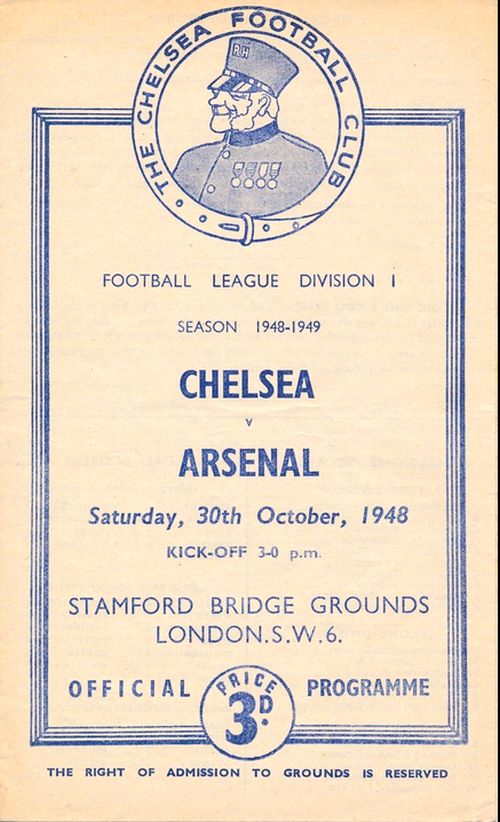 THE CHELSEA FOOTBALL CLUB
RH
FOOTBALL LEAGUE DIVISION I
SEASON 1948-1949
CHELSEA
v
ARSENAL
Saturday, 30th October, 1948
KICK-OFF 3-0 p.m.
STAMFORD BRIDGE GROUNDS
LONDON.S.W.6.
OFFICIAL PRICE 3D. PROGRAMME
THE RIGHT OF ADMISSION TO GROUNDS IS RESERVED